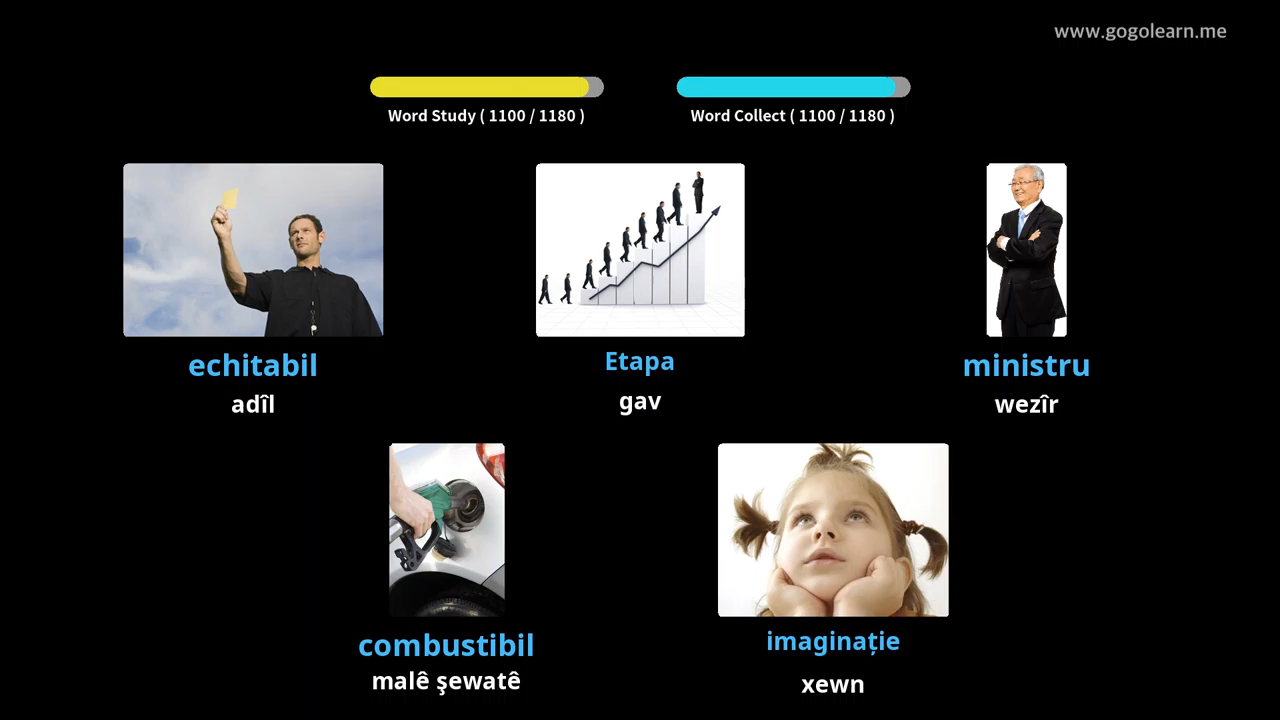 www.gogolearn.me
Word Study ( 1100 / 1180 )
Word Collect ( 1100 / 1180 )
echitabil
adîl
Etapa
gav
ministru
wezîr
combustibil
malê şewatê
imaginație
xewn